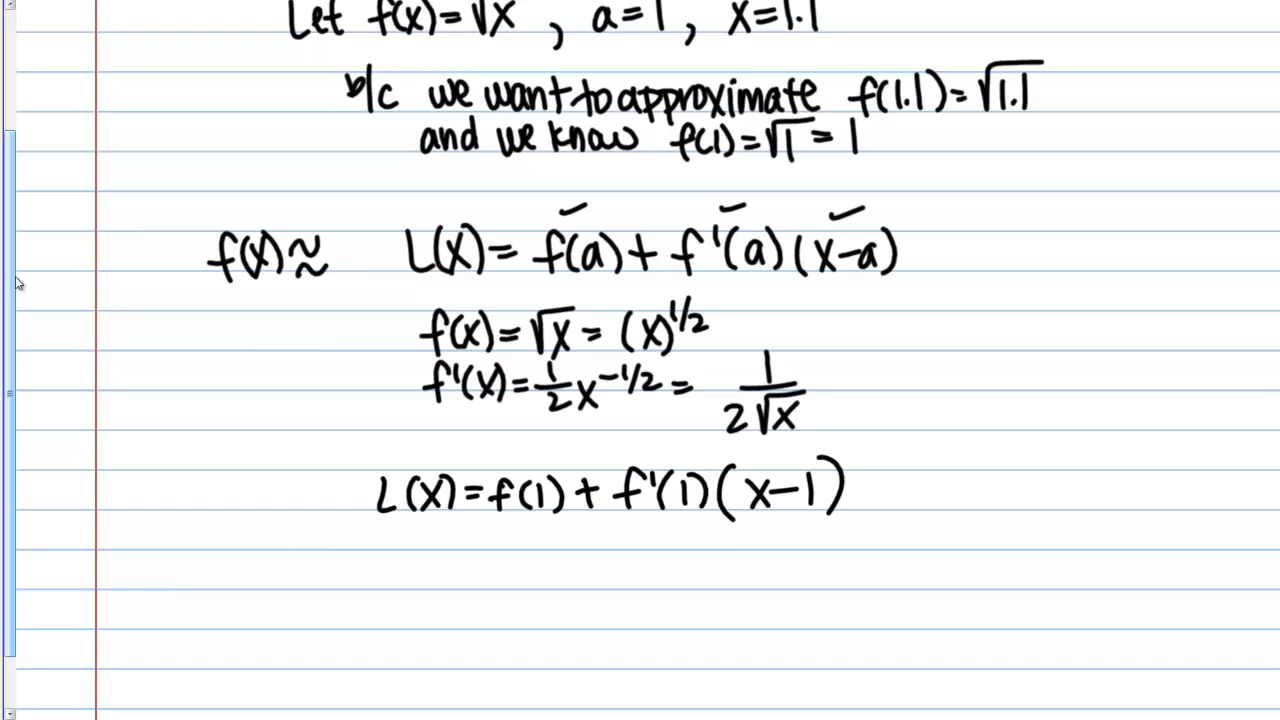 Let f(x)=√x , a=1 , x=1.1
b/c we want to approximate f(1.1)=√1.1
and we know f(1)=√1=1
f(x)≈ L(x)=f(a)+f'(a)(x-a)
f(x)=√x=(x)^1/2
f'(x)=1/2x^-1/2=1/2√x
L(x)=f(1)+f'(1)(x-1)